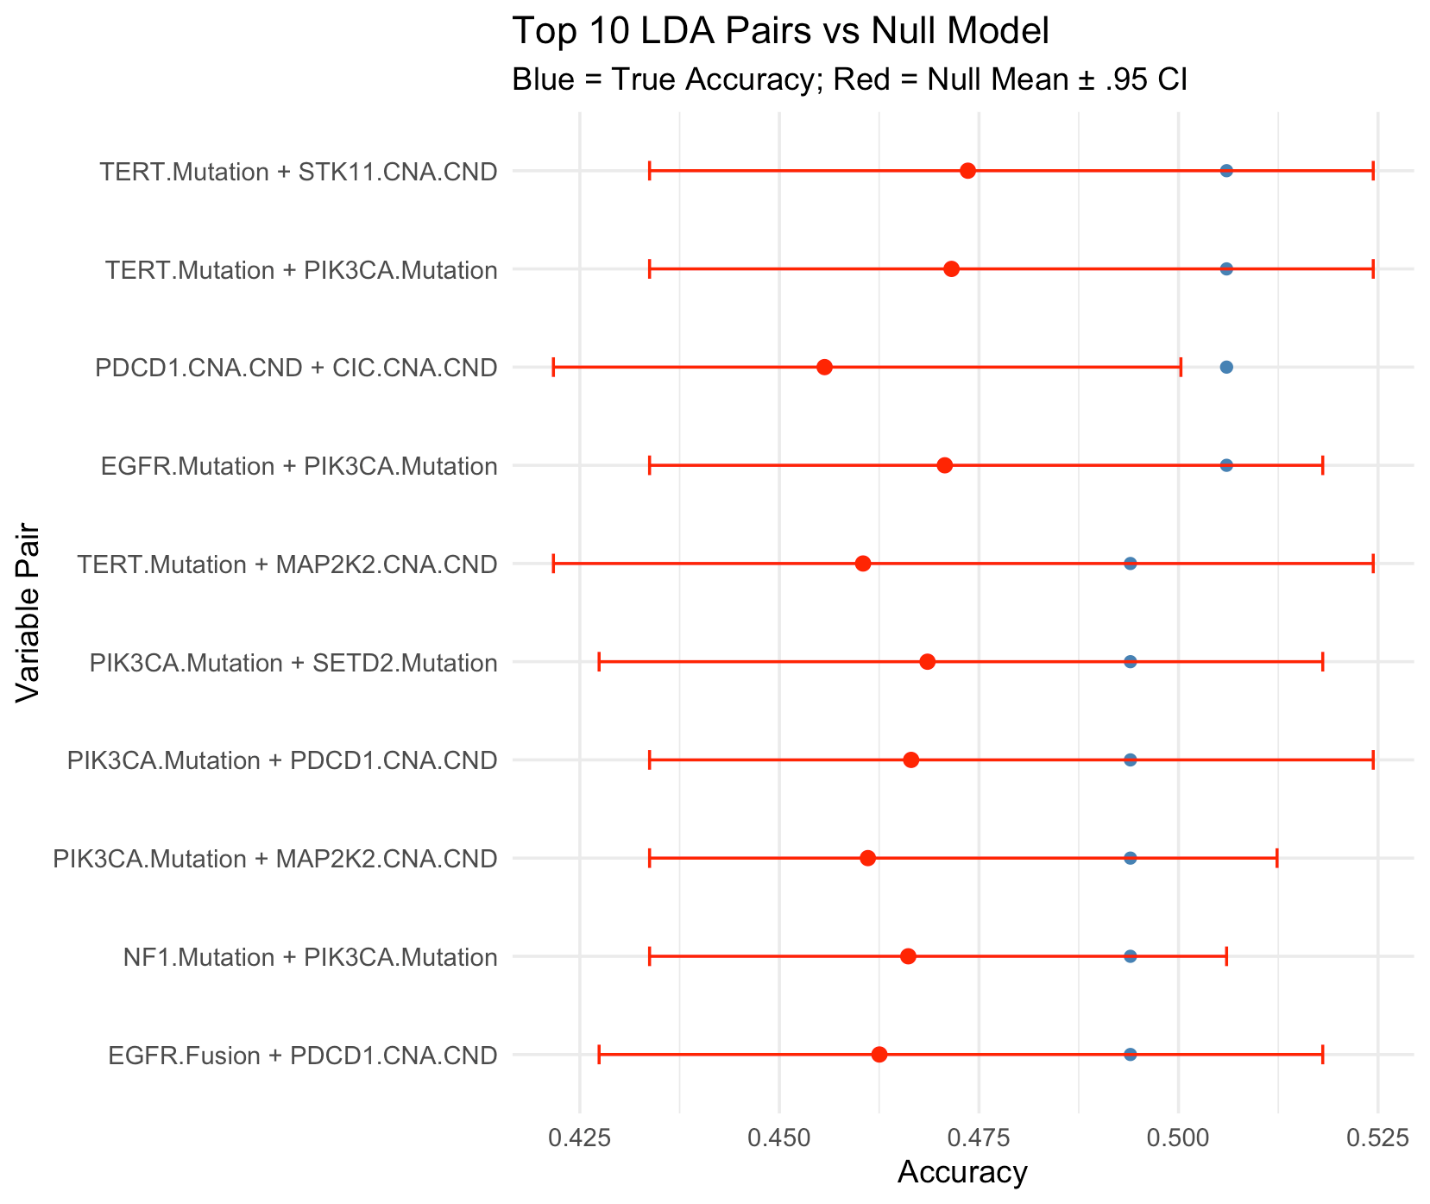 Top 10 LDA Pairs vs Null Model
Blue = True Accuracy; Red = Null Mean ± .95 CI
Variable Pair
TERT.Mutation + STK11.CNA.CND
TERT.Mutation + PIK3CA.Mutation
PDCD1.CNA.CND + CIC.CNA.CND
EGFR.Mutation + PIK3CA.Mutation
TERT.Mutation + MAP2K2.CNA.CND
PIK3CA.Mutation + SETD2.Mutation
PIK3CA.Mutation + PDCD1.CNA.CND
PIK3CA.Mutation + MAP2K2.CNA.CND
NF1.Mutation + PIK3CA.Mutation
EGFR.Fusion + PDCD1.CNA.CND
0.425 0.450 0.475 0.500 0.525
Accuracy